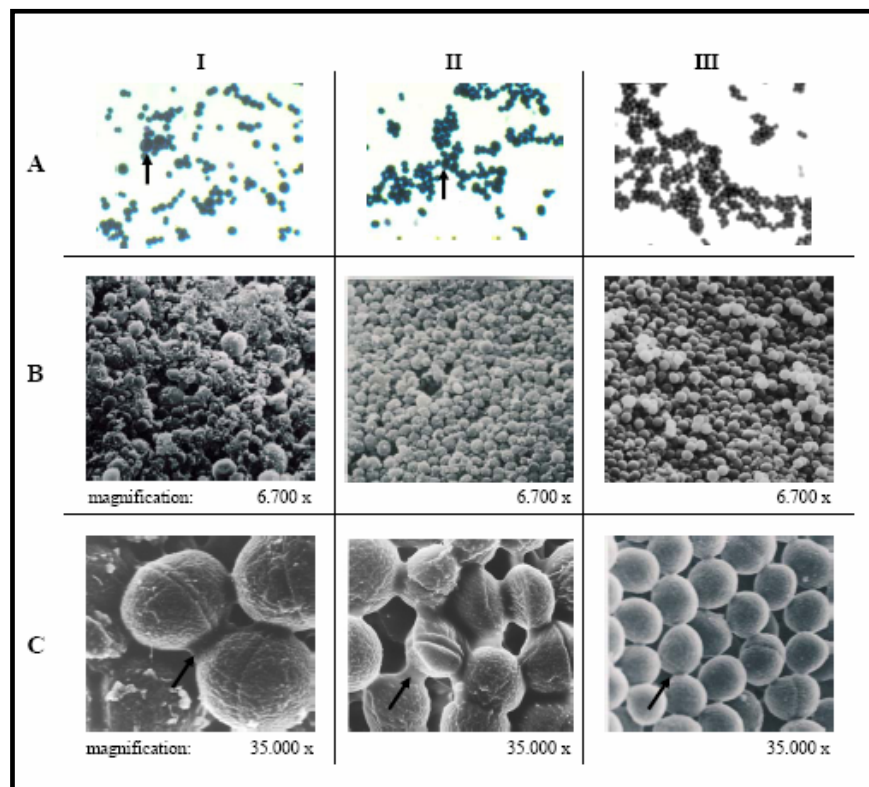 I II III
A
B
magnification: 6.700 x 6.700 x 6.700 x
C
magnification: 35.000 x 35.000 x 35.000 x